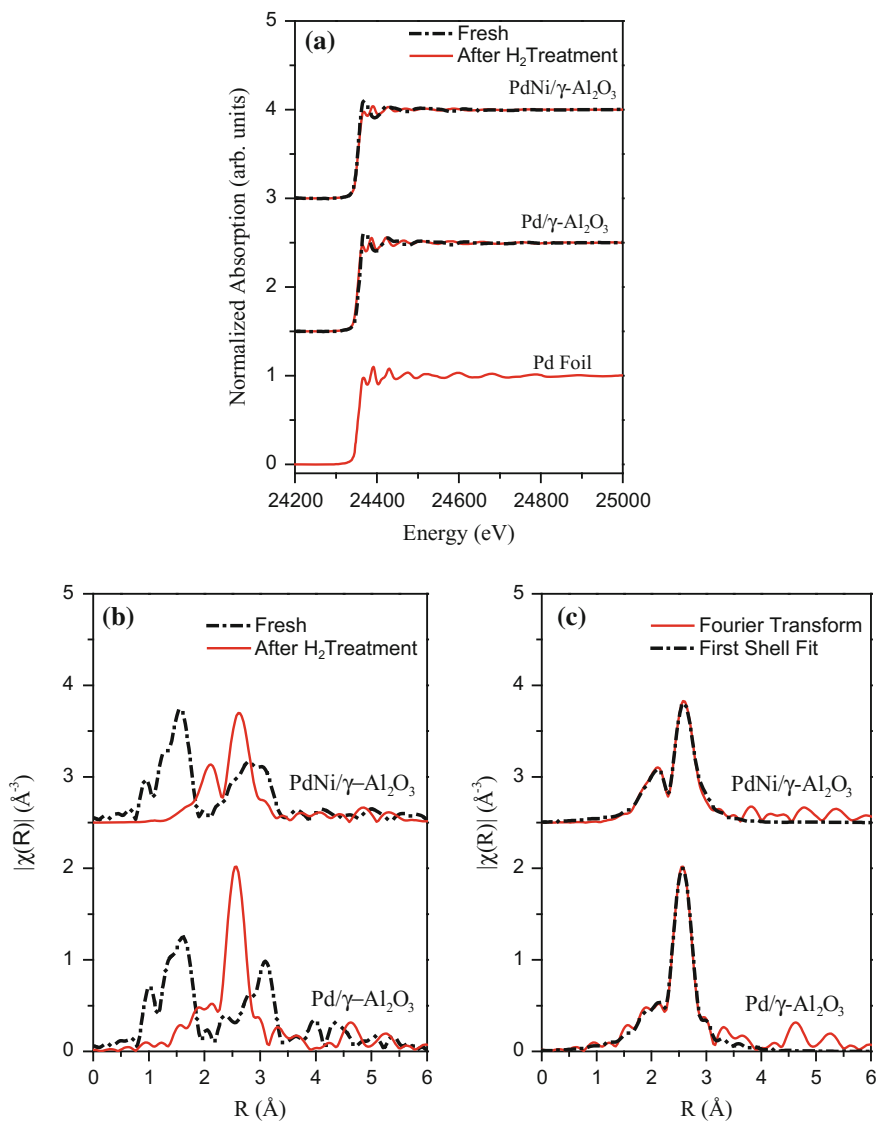 (a)
Fresh
After H₂Treatment
PdNi/γ-Al₂O₃
Pd/γ-Al₂O₃
Pd Foil
Normalized Absorption (arb. units)
5
4
3
2
1
0
24200 24400 24600 24800 25000
Energy (eV)
(b)
Fresh
After H₂Treatment
PdNi/γ–Al₂O₃
Pd/γ–Al₂O₃
|χ(R)| (Å⁻³)
5
4
3
2
1
0
0 1 2 3 4 5 6
R (Å)
(c)
Fourier Transform
First Shell Fit
PdNi/γ-Al₂O₃
Pd/γ-Al₂O₃
|χ(R)| (Å⁻³)
5
4
3
2
1
0
0 1 2 3 4 5 6
R (Å)